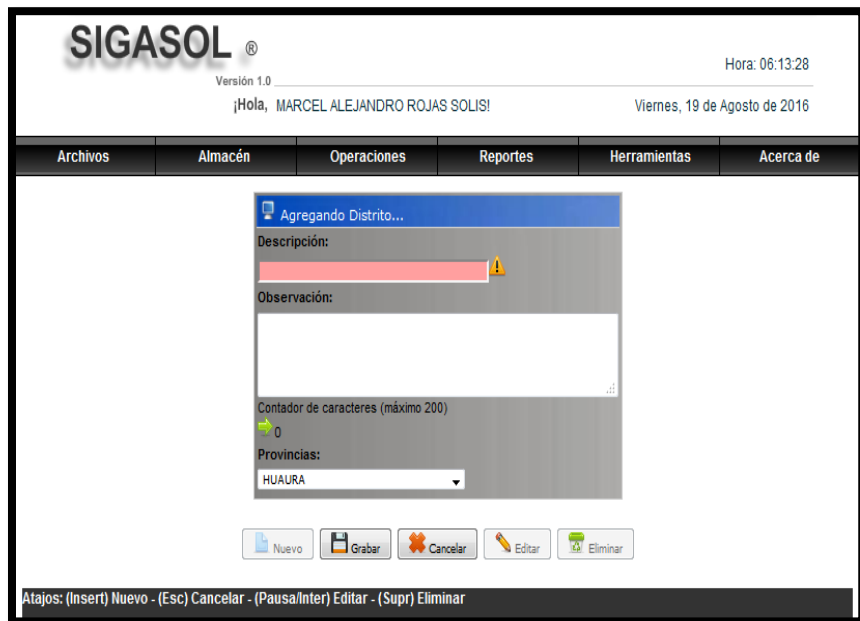 SIGASOL ®
Versión 1.0
Hora: 06:13:28
¡Hola, MARCEL ALEJANDRO ROJAS SOLIS!
Viernes, 19 de Agosto de 2016
Archivos Almacén Operaciones Reportes Herramientas Acerca de
Agregando Distrito...
Descripción:
Observación:
Contador de caracteres (máximo 200)
0
Provincias:
HUAURA
Nuevo Grabar Cancelar Editar Eliminar
Atajos: (Insert) Nuevo - (Esc) Cancelar - (Pausa/Inter) Editar - (Supr) Eliminar